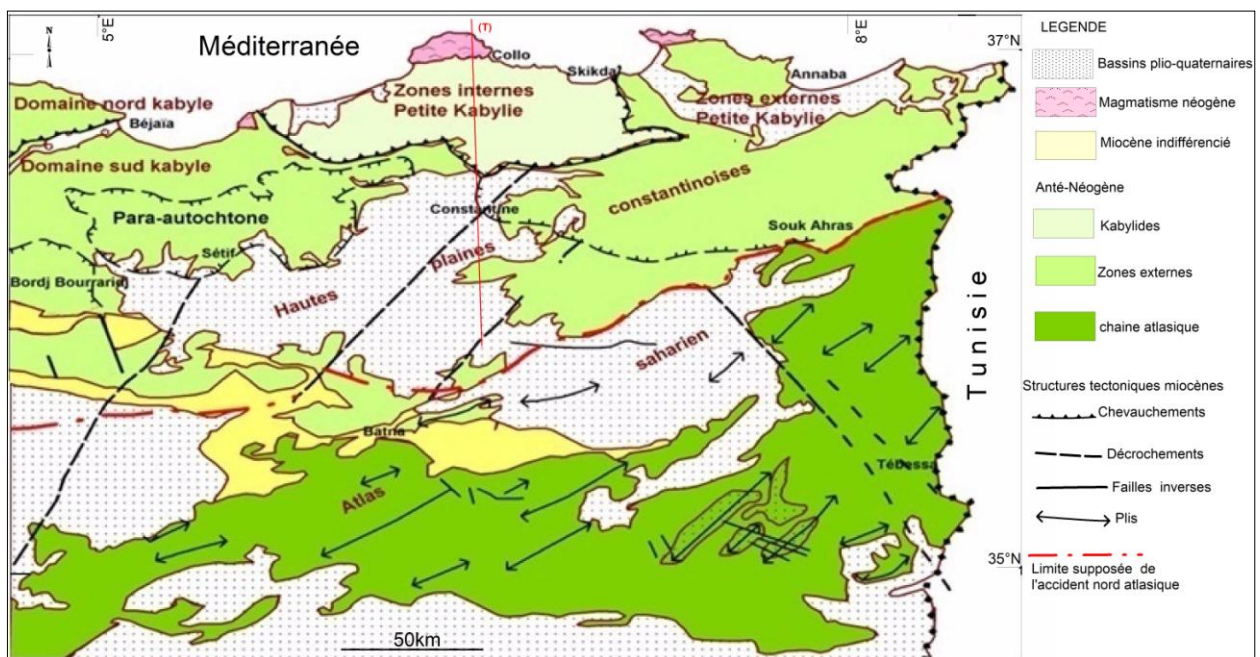 5°E
(T)
8°E
37°N
35°N
N
Méditerranée
Collo
Skikda
Annaba
Zones internes
Petite Kabylie
Zones externes
Petite Kabylie
Domaine nord kabyle
Béjaïa
Domaine sud kabyle
Para-autochtone
Constantine
constantinoises
Souk Ahras
Sétif
plaines
Bordj Bourraridj
Hautes
saharien
Batna
Tébessa
Atlas
Tunisie
50km
LEGENDE
Bassins plio-quaternaires
Magmatisme néogène
Miocène indifférencié
Anté-Néogène
Kabylides
Zones externes
chaine atlasique
Structures tectoniques miocènes
Chevauchements
Décrochements
Failles inverses
Plis
Limite supposée de
l'accident nord atlasique